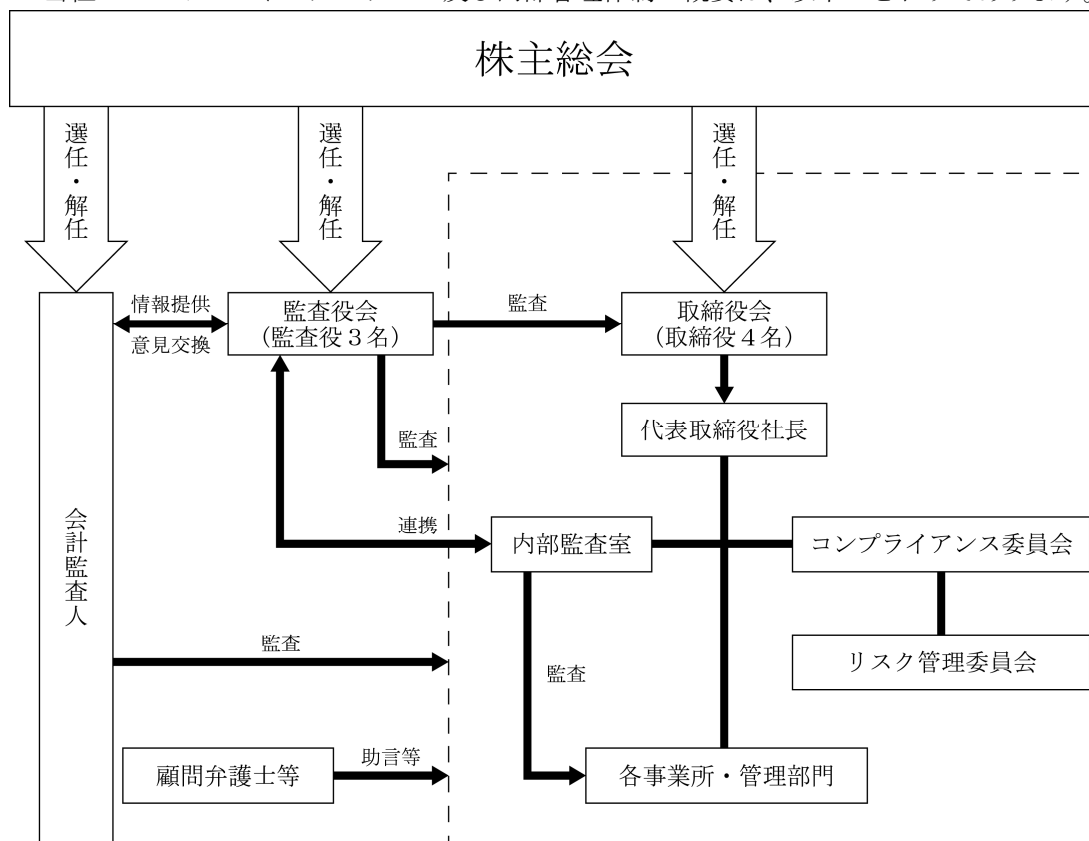 株主総会
選任・解任
選任・解任
選任・解任
情報提供
意見交換
監査役会
(監査役３名)
監査
取締役会
(取締役４名)
代表取締役社長
監査
連携
内部監査室
コンプライアンス委員会
会計監査人
監査
監査
リスク管理委員会
顧問弁護士等
助言等
各事業所・管理部門